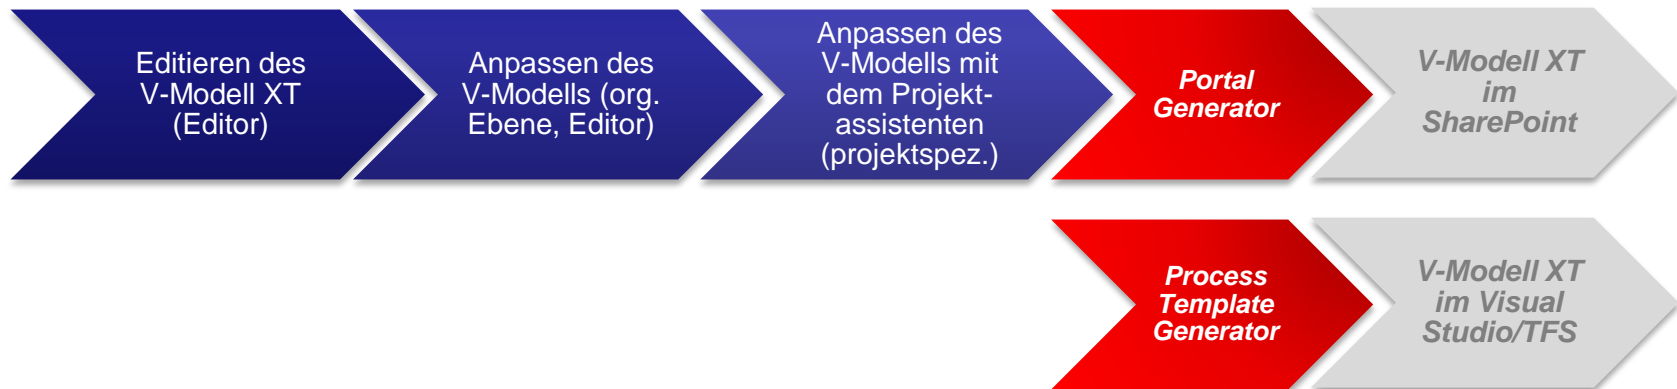 Editieren des
V-Modell XT
(Editor)
Anpassen des
V-Modells (org.
Ebene, Editor)
Anpassen des
V-Modells mit
dem Projekt-
assistenten
(projektspez.)
Portal
Generator
V-Modell XT
im
SharePoint
Process
Template
Generator
V-Modell XT
im Visual
Studio/TFS